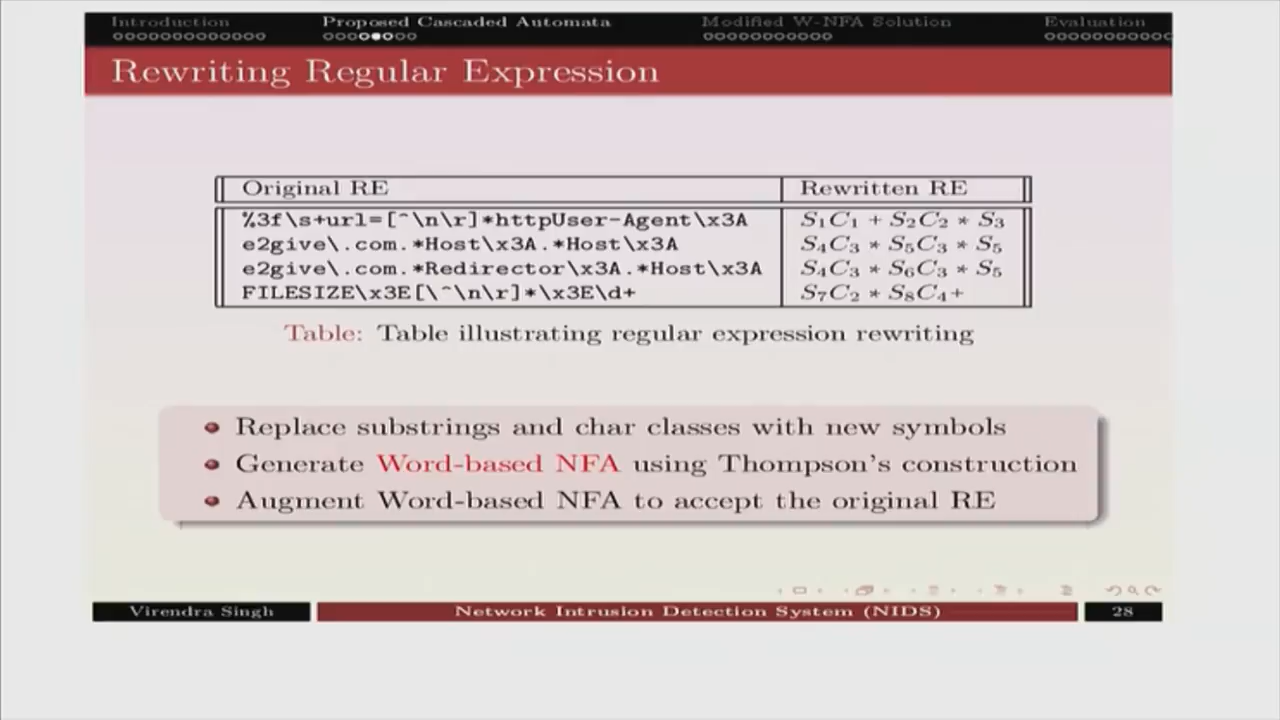 Introduction Proposed Cascaded Automata Modified W-NFA Solution Evaluation
Rewriting Regular Expression
Original RE Rewritten RE
%3f\s+url=[^\n\r]*httpUser-Agent\x3A S₁C₁ + S₂C₂ * S₃
e2give\.com.*Host\x3A.*Host\x3A S₄C₃ * S₅C₃ * S₅
e2give\.com.*Redirector\x3A.*Host\x3A S₄C₃ * S₆C₃ * S₅
FILESIZE\x3E[\^\n\r]*\x3E\d+ S₇C₂ * S₈C₄+
Table: Table illustrating regular expression rewriting
Replace substrings and char classes with new symbols
Generate Word-based NFA using Thompson's construction
Augment Word-based NFA to accept the original RE
Virendra Singh Network Intrusion Detection System (NIDS) 28